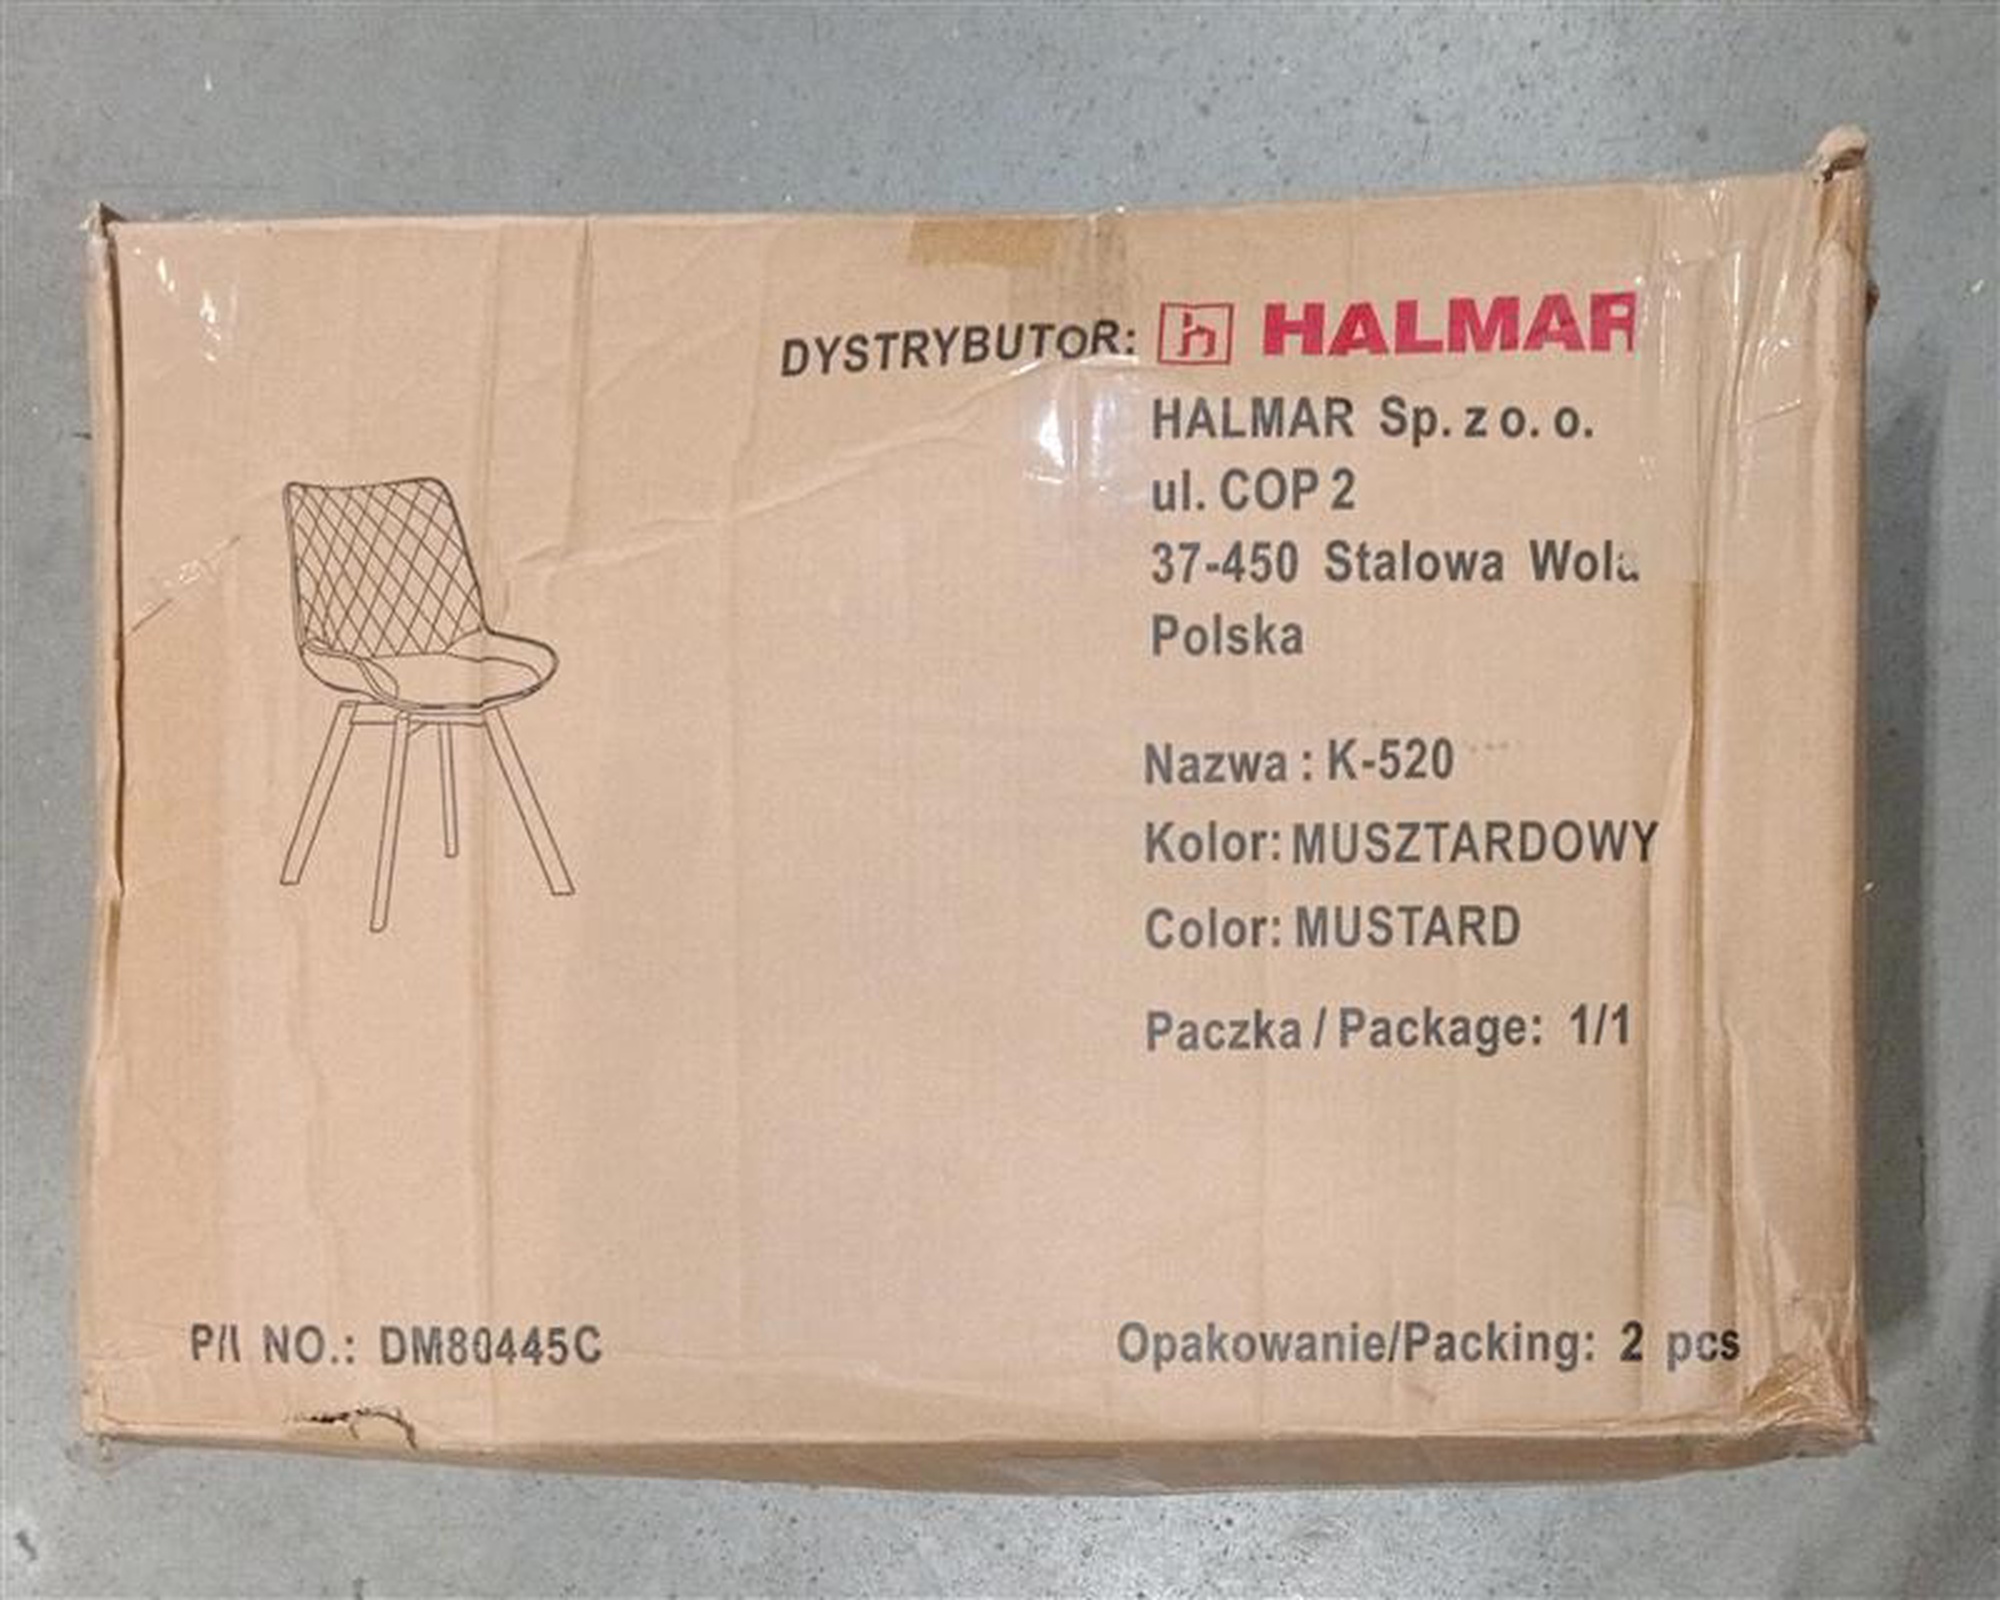 DYSTRYBUTOR: HALMAR
HALMAR Sp. z o. o.
ul. COP 2
37-450 Stalowa Wola
Polska
Nazwa : K-520
Kolor: MUSZTARDOWY
Color: MUSTARD
Paczka / Package: 1/1
P/I NO.: DM80445C
Opakowanie/Packing: 2 pcs